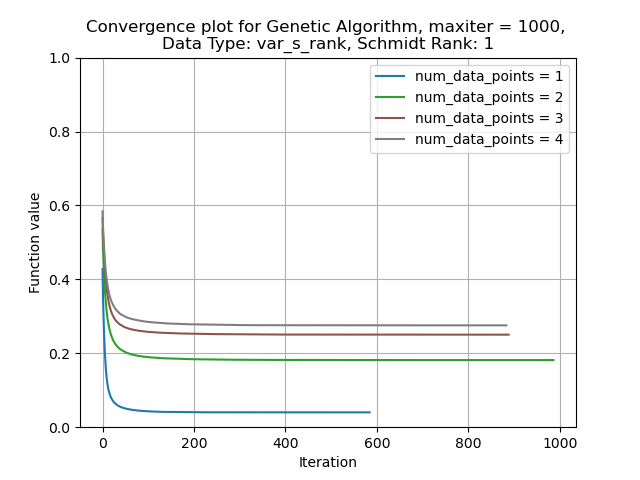 Convergence plot for Genetic Algorithm, maxiter = 1000,
Data Type: var_s_rank, Schmidt Rank: 1
num_data_points = 1
num_data_points = 2
num_data_points = 3
num_data_points = 4
Function value
1.0
0.8
0.6
0.4
0.2
0.0
0 200 400 600 800 1000
Iteration